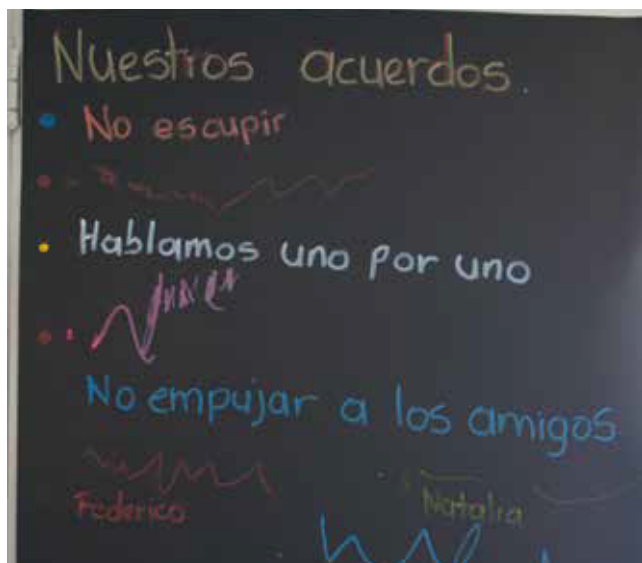 Nuestros acuerdos.
• No escupir
• Hablamos uno por uno
No empujar a los amigos
Federico
Natalia